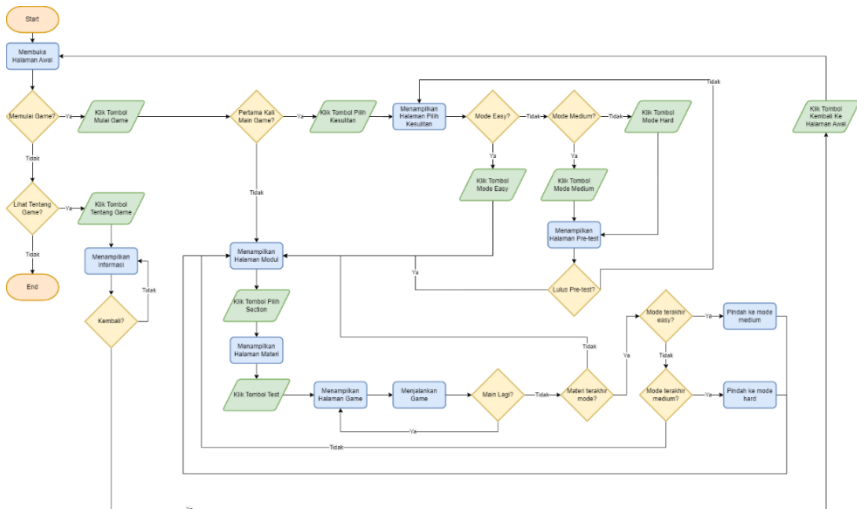 Start
Membuka
Halaman Awal
Memulai Game?
Ya
Klik Tombol
Mulai Game
Pertama Kali
Main Game?
Ya
Klik Tombol Pilih
Kesulitan
Menampilkan
Halaman Pilih
Kesulitan
Mode Easy?
Tidak
Mode Medium?
Tidak
Klik Tombol
Mode Hard
Tidak
Klik Tombol
Kembali Ke
Halaman Awal
Tidak
Ya
Ya
Lihat Tentang
Game?
Ya
Klik Tombol
Tentang Game
Tidak
Klik Tombol
Mode Easy
Klik Tombol
Mode Medium
Tidak
Menampilkan
Informasi
Tidak
Menampilkan
Halaman Modul
Menampilkan
Halaman Pre-test
Ya
Lulus Pre-test?
End
Kembali?
Klik Tombol Pilih
Section
Menampilkan
Halaman Materi
Klik Tombol Test
Menampilkan
Halaman Game
Menjalankan
Game
Main Lagi?
Tidak
Ya
Materi terakhir
mode?
Tidak
Ya
Mode terakhir
easy?
Ya
Pindah ke mode
medium
Tidak
Mode terakhir
medium?
Ya
Pindah ke mode
hard
Tidak
Ya